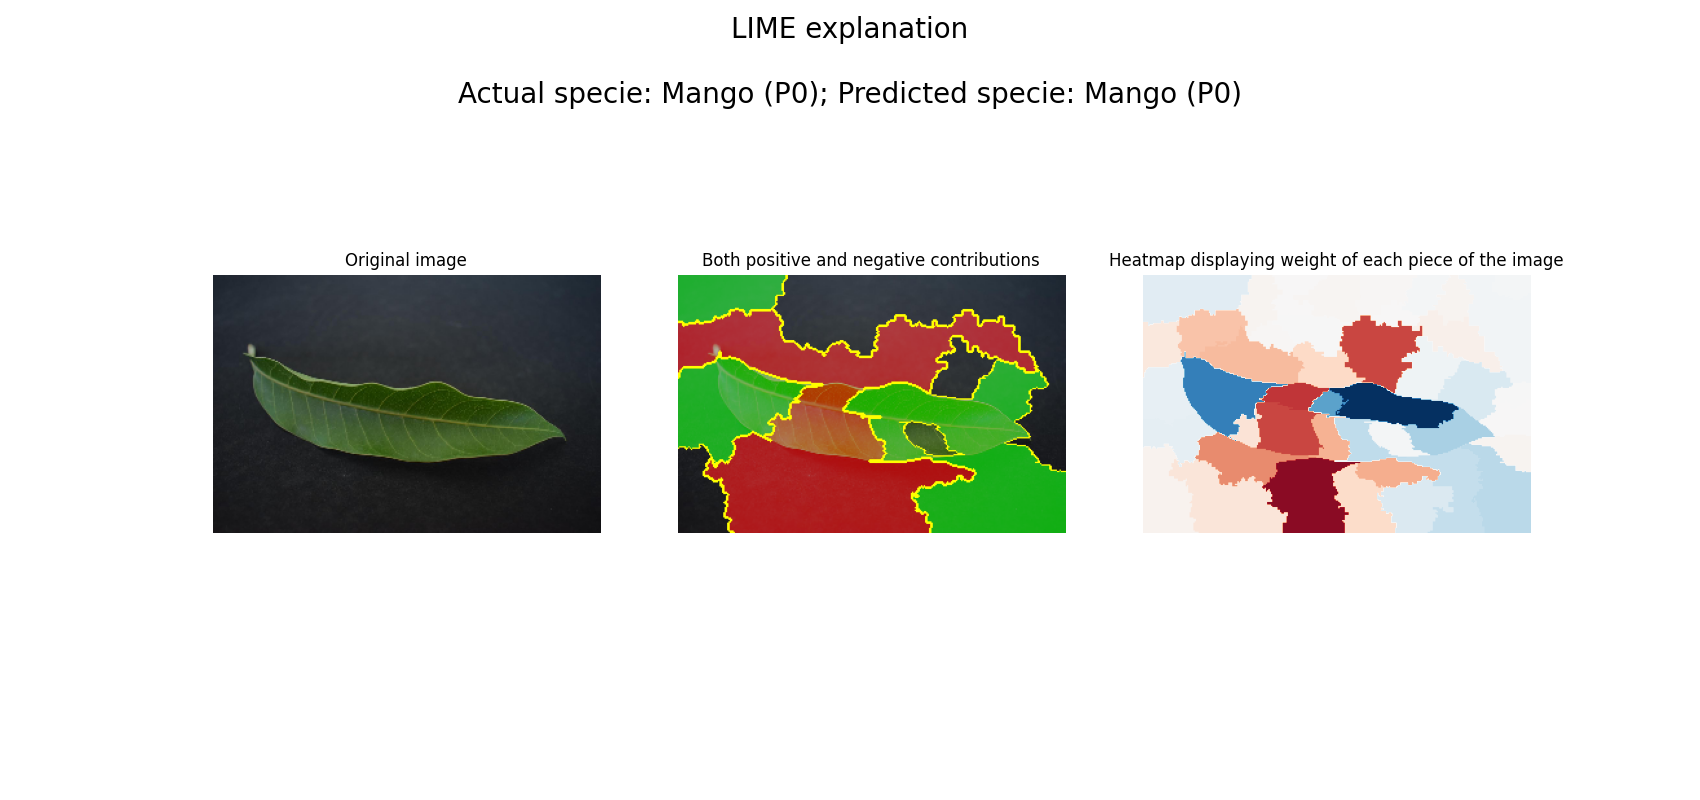 LIME explanation
Actual specie: Mango (P0); Predicted specie: Mango (P0)
Original image
Both positive and negative contributions
Heatmap displaying weight of each piece of the image